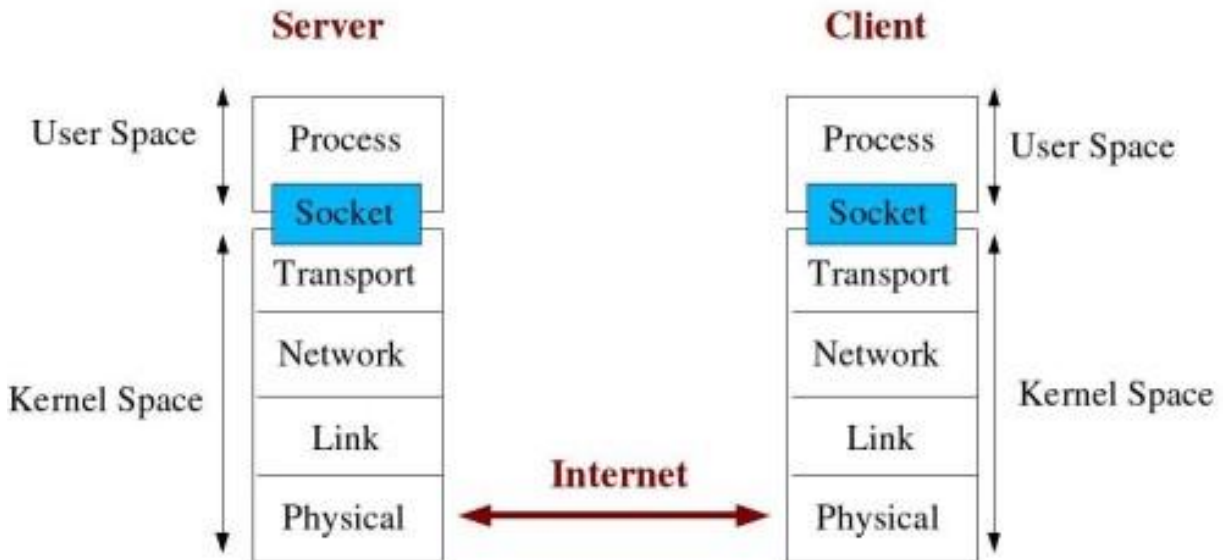 Server
Client
User Space
Process
Process
User Space
Socket
Socket
Transport
Transport
Network
Network
Kernel Space
Kernel Space
Link
Link
Internet
Physical
Physical